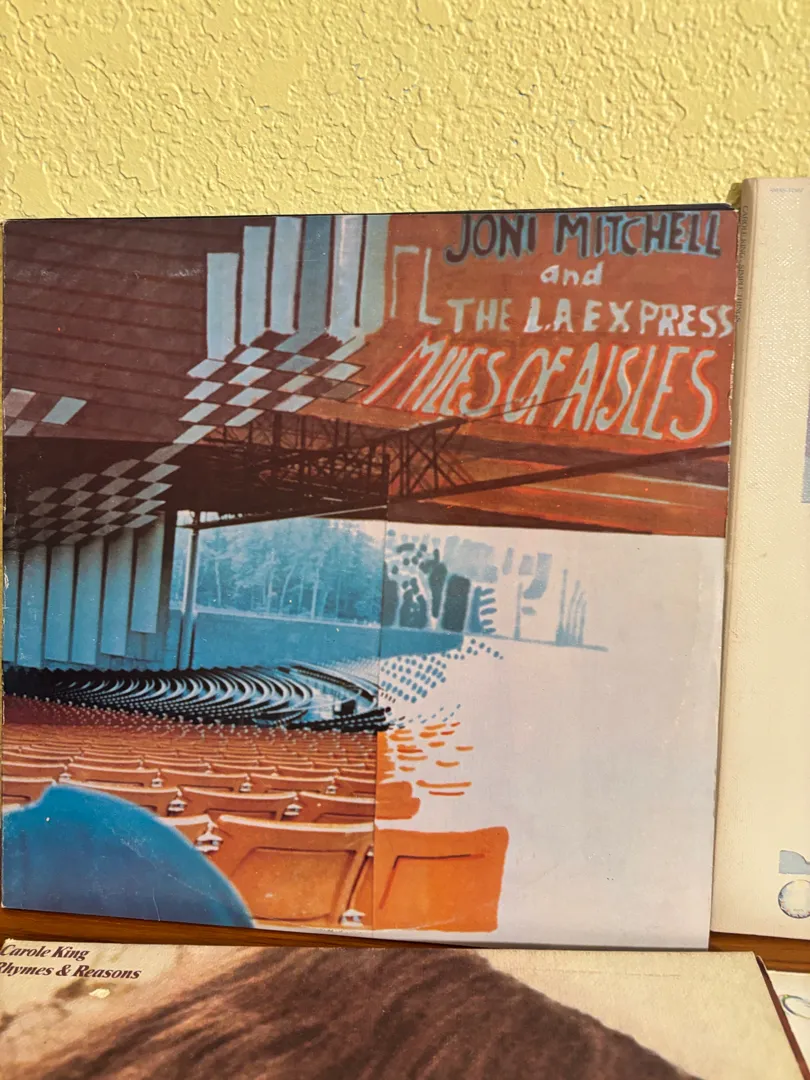 JONI MITCHELL
and
THE L.A EXPRESS
MILES OF AISLES
Carole King
Rhymes & Reasons